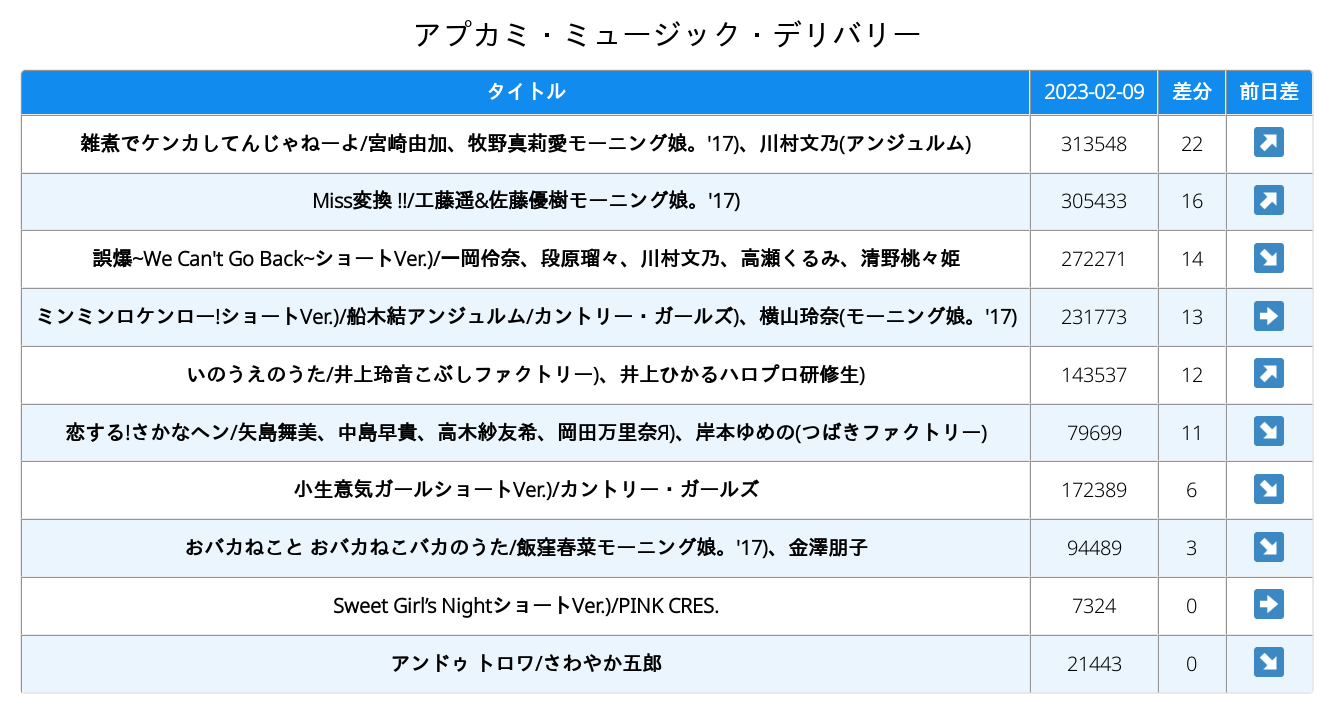 アプカミ・ミュージック・デリバリー
タイトル 2023-02-09 差分 前日差
雑煮でケンカしてんじゃねーよ/宮崎由加、牧野真莉愛モーニング娘。'17)、川村文乃(アンジュルム) 313548 22
Miss変換 !!/工藤遥&佐藤優樹モーニング娘。'17) 305433 16
誤爆~We Can't Go Back~ショートVer.)/一岡伶奈、段原瑠々、川村文乃、高瀬くるみ、清野桃々姫 272271 14
ミンミンロケンロー!ショートVer.)/船木結アンジュルム/カントリー・ガールズ)、横山玲奈(モーニング娘。'17) 231773 13
いのうえのうた/井上玲音こぶしファクトリー)、井上ひかるハロプロ研修生) 143537 12
恋する!さかなヘン/矢島舞美、中島早貴、高木紗友希、岡田万里奈Я)、岸本ゆめの(つばきファクトリー) 79699 11
小生意気ガールショートVer.)/カントリー・ガールズ 172389 6
おバカねこと おバカねこバカのうた/飯窪春菜モーニング娘。'17)、金澤朋子 94489 3
Sweet Girl’s NightショートVer.)/PINK CRES. 7324 0
アンドゥ トロワ/さわやか五郎 21443 0